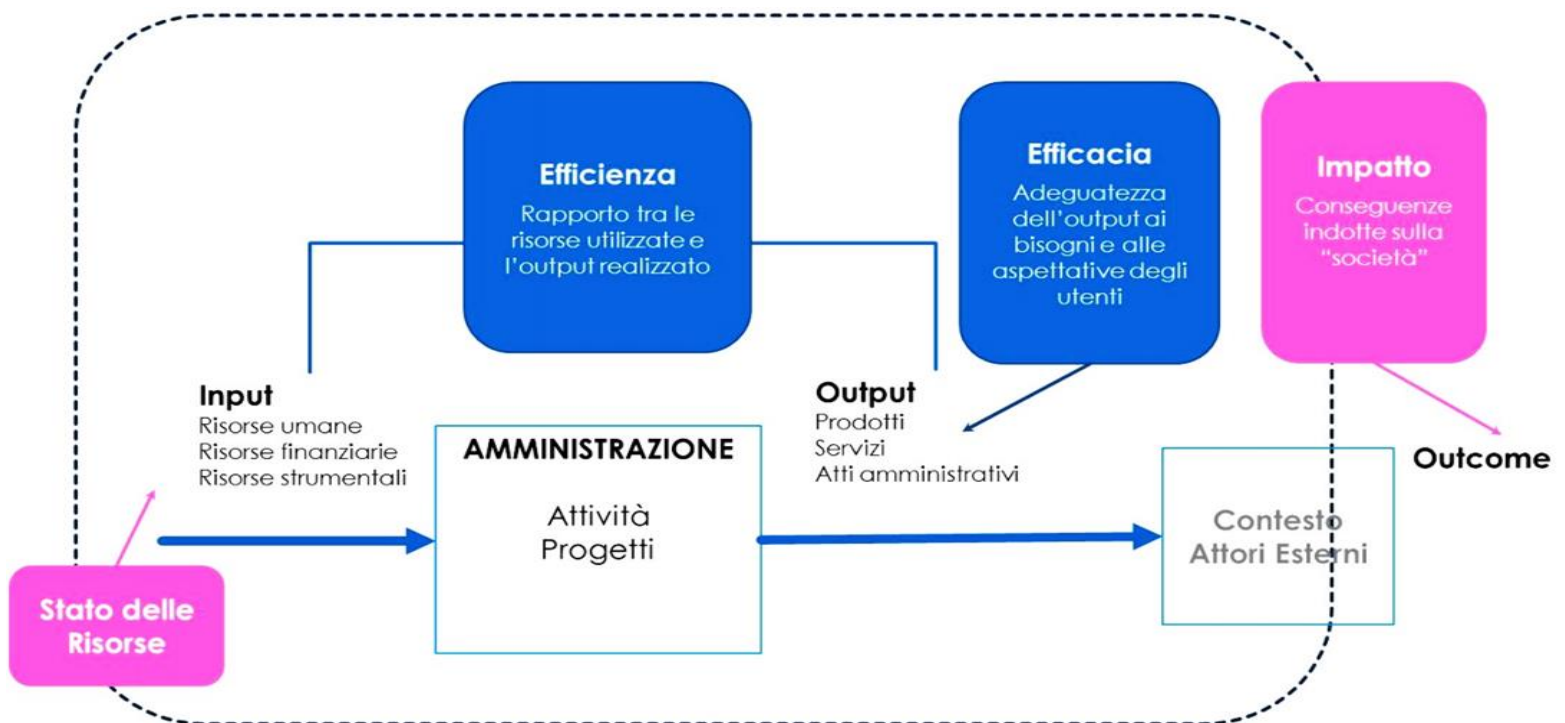 Efficienza
Rapporto tra le
risorse utilizzate e
l'output realizzato
Efficacia
Adeguatezza
dell'output ai
bisogni e alle
aspettative degli
utenti
Impatto
Conseguenze
indotte sulla
"società"
Input
Risorse umane
Risorse finanziarie
Risorse strumentali
AMMINISTRAZIONE
Attività
Progetti
Output
Prodotti
Servizi
Atti amministrativi
Outcome
Contesto
Attori Esterni
Stato delle
Risorse